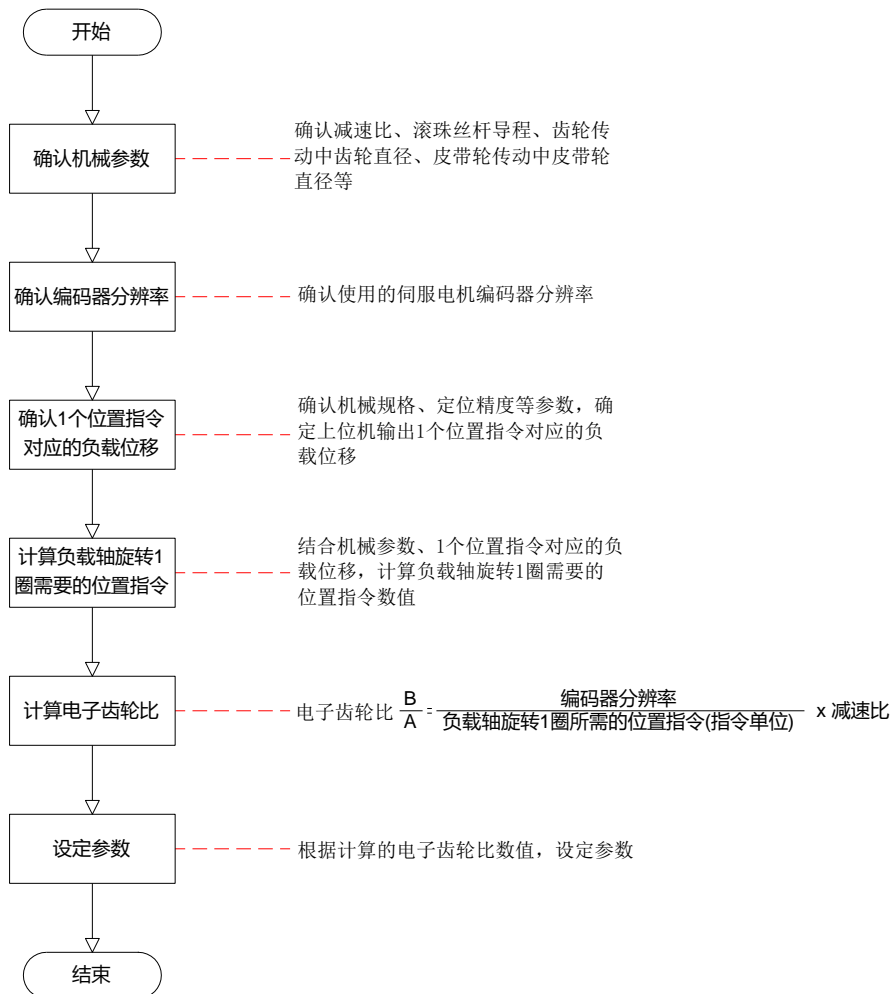 开始
确认机械参数
确认减速比、滚珠丝杆导程、齿轮传
动中齿轮直径、皮带轮传动中皮带轮
直径等
确认编码器分辨率
确认使用的伺服电机编码器分辨率
确认1个位置指令
对应的负载位移
确认机械规格、定位精度等参数，确
定上位机输出1个位置指令对应的负
载位移
计算负载轴旋转1
圈需要的位置指令
结合机械参数、1个位置指令对应的负
载位移，计算负载轴旋转1圈需要的
位置指令数值
计算电子齿轮比
电子齿轮比 B/A = 编码器分辨率/负载轴旋转1圈所需的位置指令(指令单位) x 减速比
设定参数
根据计算的电子齿轮比数值，设定参数
结束